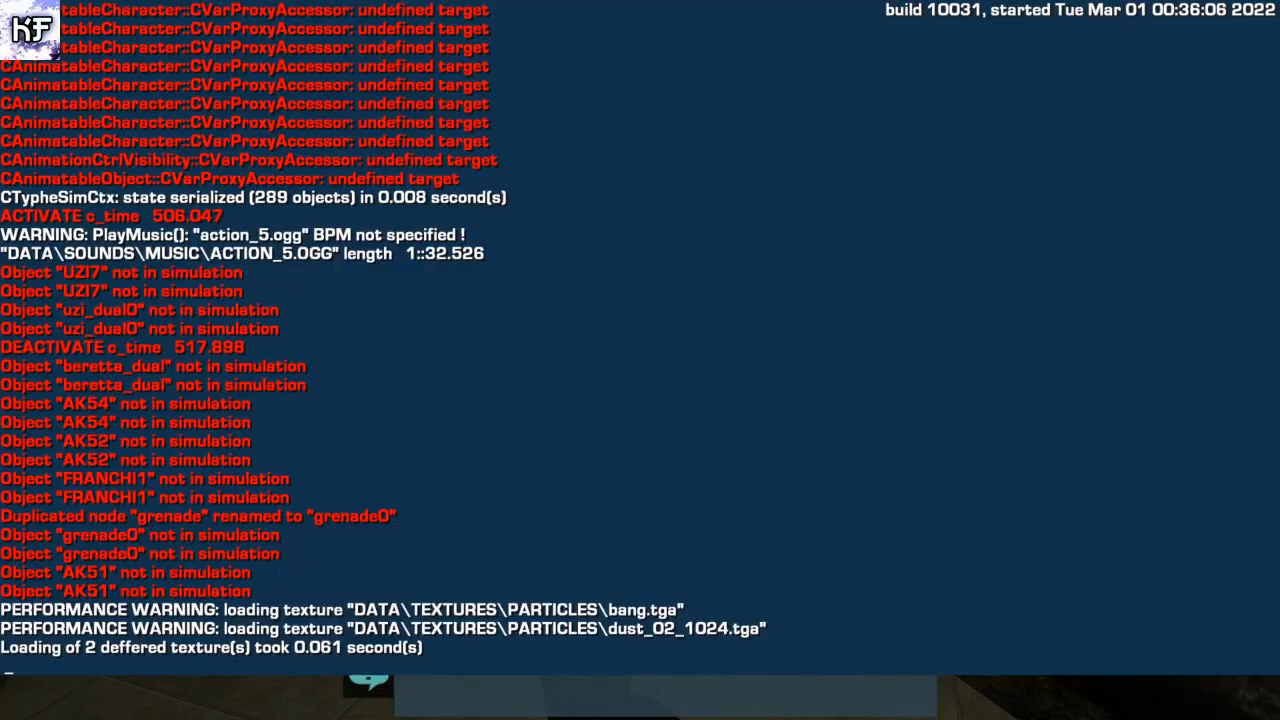 KF
tableCharacter::CVarProxyAccessor: undefined target
build 10031, started Tue Mar 01 00:36:06 2022
tableCharacter::CVarProxyAccessor: undefined target
tableCharacter::CVarProxyAccessor: undefined target
CAnimatableCharacter::CVarProxyAccessor: undefined target
CAnimatableCharacter::CVarProxyAccessor: undefined target
CAnimatableCharacter::CVarProxyAccessor: undefined target
CAnimatableCharacter::CVarProxyAccessor: undefined target
CAnimatableCharacter::CVarProxyAccessor: undefined target
CAnimationCtrlVisibility::CVarProxyAccessor: undefined target
CAnimatableObject::CVarProxyAccessor: undefined target
CTypheSimCtx: state serialized (289 objects) in 0.008 second(s)
ACTIVATE c_time 506.047
WARNING: PlayMusic(): "action_5.ogg" BPM not specified !
"DATA\SOUNDS\MUSIC\ACTION_5.OGG" length 1::32.526
Object "UZI7" not in simulation
Object "UZI7" not in simulation
Object "uzi_dual0" not in simulation
Object "uzi_dual0" not in simulation
DEACTIVATE c_time 517.898
Object "beretta_dual" not in simulation
Object "beretta_dual" not in simulation
Object "AK54" not in simulation
Object "AK54" not in simulation
Object "AK52" not in simulation
Object "AK52" not in simulation
Object "FRANCHI1" not in simulation
Object "FRANCHI1" not in simulation
Duplicated node "grenade" renamed to "grenade0"
Object "grenade0" not in simulation
Object "grenade0" not in simulation
Object "AK51" not in simulation
Object "AK51" not in simulation
PERFORMANCE WARNING: loading texture "DATA\TEXTURES\PARTICLES\bang.tga"
PERFORMANCE WARNING: loading texture "DATA\TEXTURES\PARTICLES\dust_02_1024.tga"
Loading of 2 deffered texture(s) took 0.061 second(s)
_